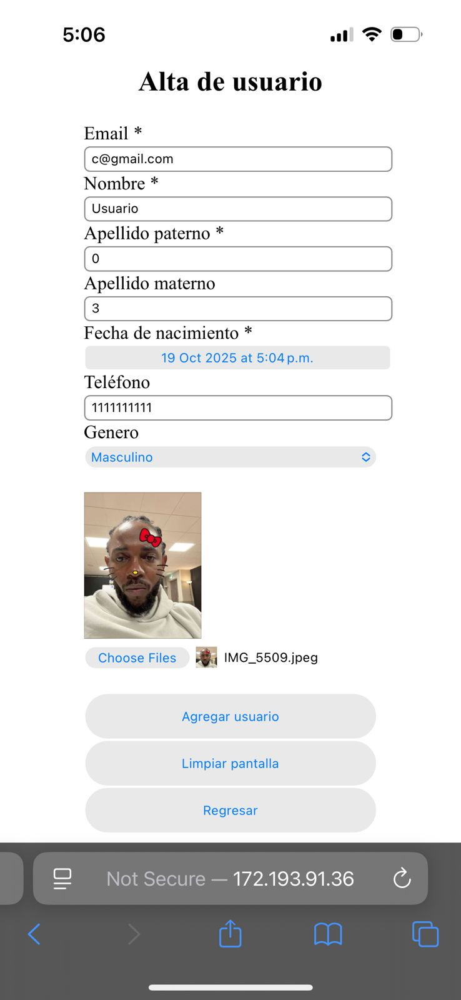 5:06
Alta de usuario
Email *
c@gmail.com
Nombre *
Usuario
Apellido paterno *
0
Apellido materno
3
Fecha de nacimiento *
19 Oct 2025 at 5:04 p.m.
Teléfono
1111111111
Genero
Masculino
Choose Files IMG_5509.jpeg
Agregar usuario
Limpiar pantalla
Regresar
Not Secure — 172.193.91.36